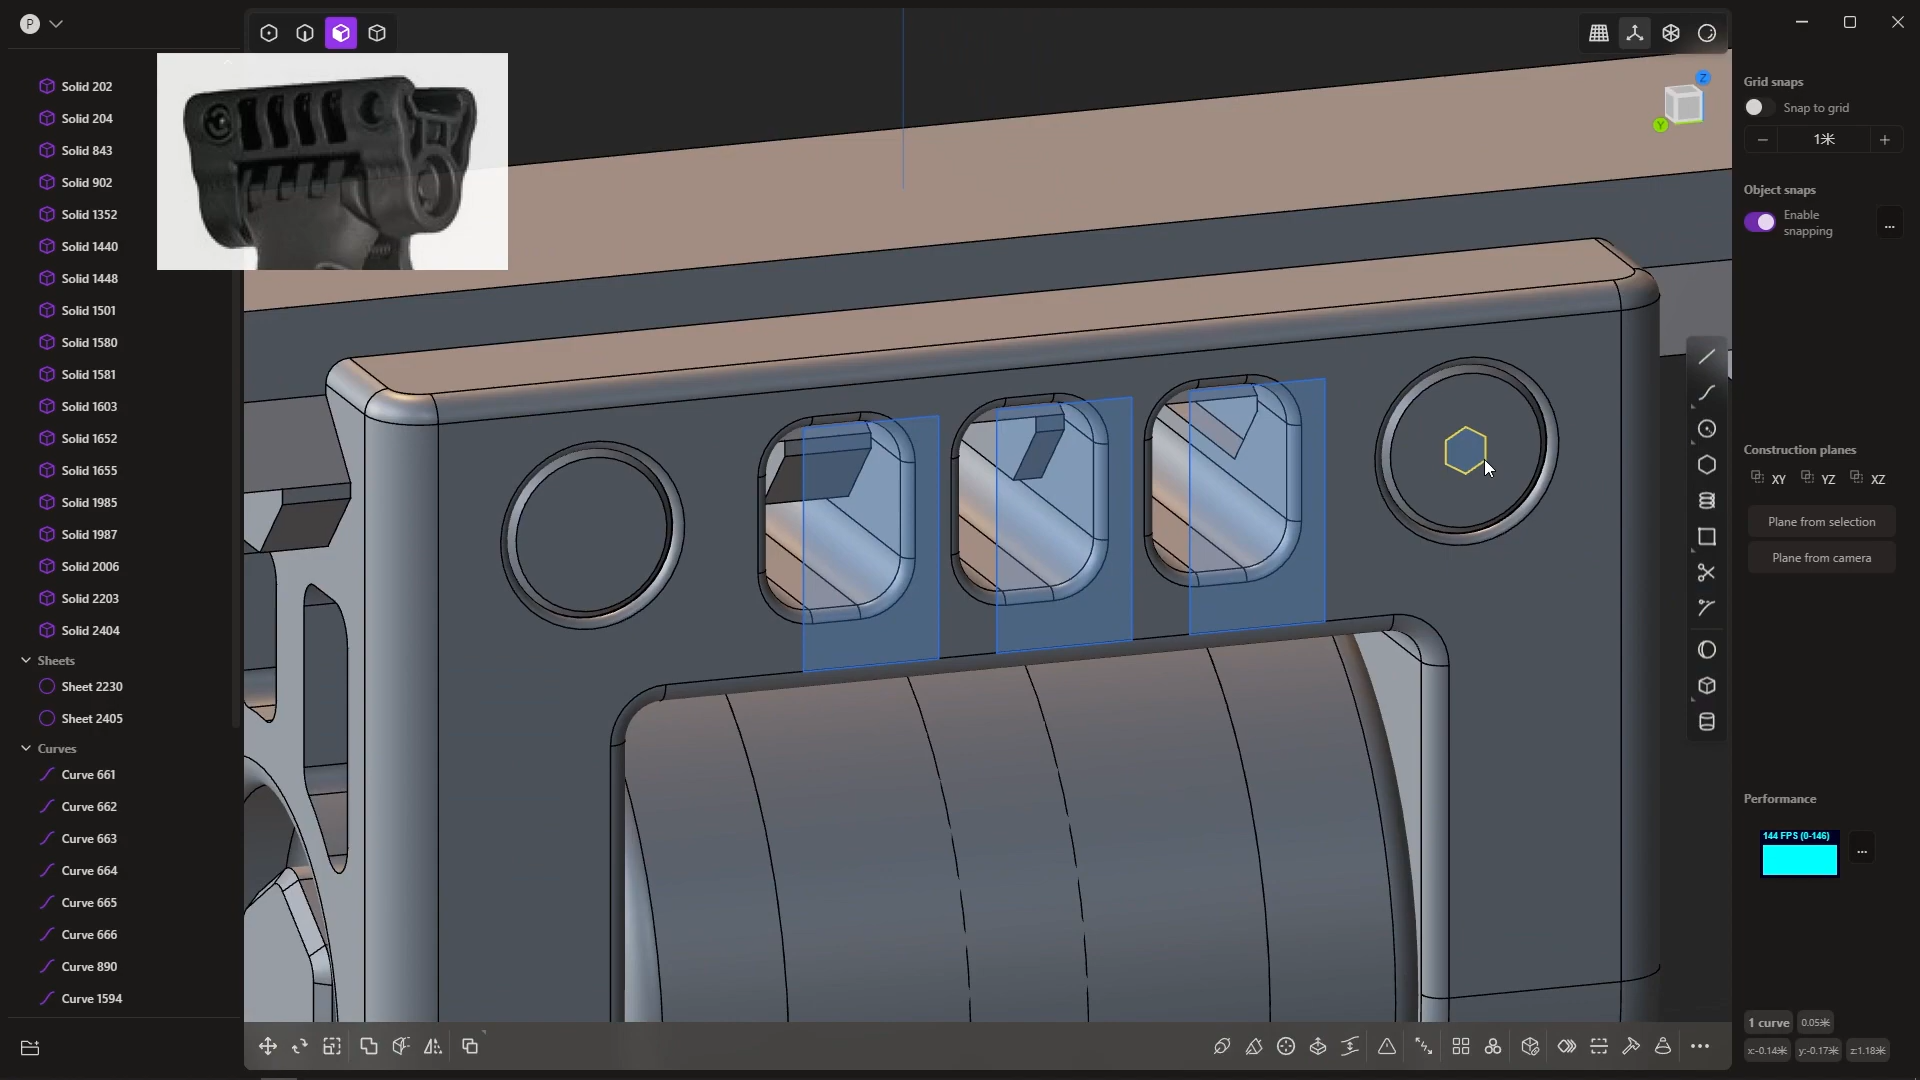 P
Solid 202
Solid 204
Solid 843
Solid 902
Solid 1352
Solid 1440
Solid 1448
Solid 1501
Solid 1580
Solid 1581
Solid 1603
Solid 1652
Solid 1655
Solid 1985
Solid 1987
Solid 2006
Solid 2203
Solid 2404
Sheets
Sheet 2230
Sheet 2405
Curves
Curve 661
Curve 662
Curve 663
Curve 664
Curve 665
Curve 666
Curve 890
Curve 1594
Z
Y
Grid snaps
Snap to grid
1米
Object snaps
Enable
snapping
Construction planes
XY YZ XZ
Plane from selection
Plane from camera
Performance
144 FPS (0-146)
1 curve 0.05米
x:-0.14米 y:-0.17米 z:1.18米